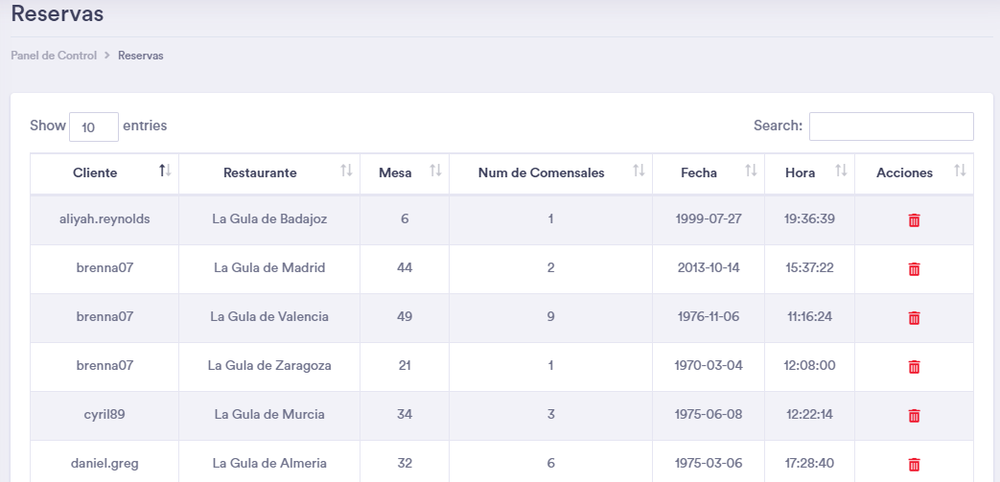 Reservas
Panel de Control > Reservas
Show 10 entries Search:
Cliente Restaurante Mesa Num de Comensales Fecha Hora Acciones
aliyah.reynolds La Gula de Badajoz 6 1 1999-07-27 19:36:39
brenna07 La Gula de Madrid 44 2 2013-10-14 15:37:22
brenna07 La Gula de Valencia 49 9 1976-11-06 11:16:24
brenna07 La Gula de Zaragoza 21 1 1970-03-04 12:08:00
cyril89 La Gula de Murcia 34 3 1975-06-08 12:22:14
daniel.greg La Gula de Almeria 32 6 1975-03-06 17:28:40